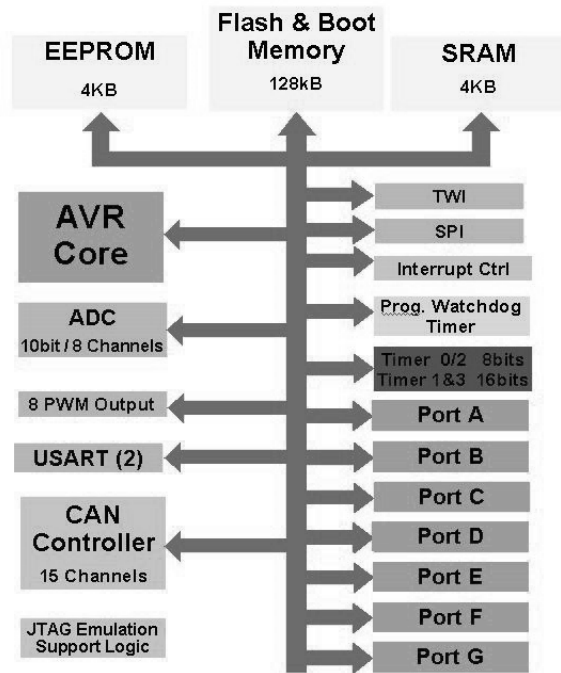 EEPROM
4KB
Flash & Boot
Memory
128kB
SRAM
4KB
AVR
Core
ADC
10bit / 8 Channels
8 PWM Output
USART (2)
CAN
Controller
15 Channels
JTAG Emulation
Support Logic
TWI
SPI
Interrupt Ctrl
Prog. Watchdog
Timer
Timer 0/2 8bits
Timer 1&3 16bits
Port A
Port B
Port C
Port D
Port E
Port F
Port G